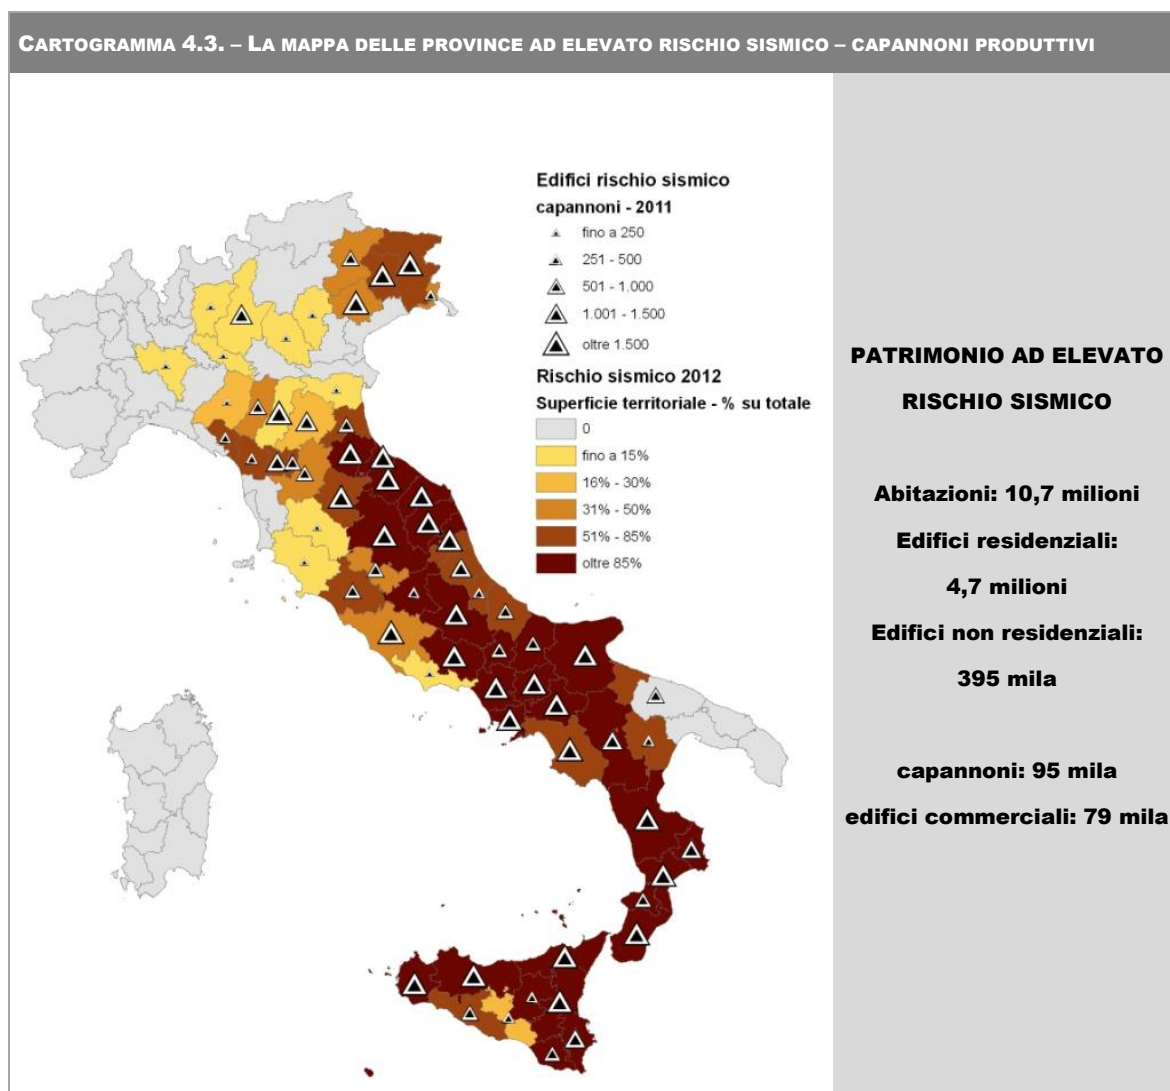 CARTOGRAMMA 4.3. – LA MAPPA DELLE PROVINCE AD ELEVATO RISCHIO SISMICO – CAPANNONI PRODUTTIVI
Edifici rischio sismico
capannoni - 2011
fino a 250
251 - 500
501 - 1.000
1.001 - 1.500
oltre 1.500
Rischio sismico 2012
Superficie territoriale - % su totale
0
fino a 15%
16% - 30%
31% - 50%
51% - 85%
oltre 85%
PATRIMONIO AD ELEVATO
RISCHIO SISMICO
Abitazioni: 10,7 milioni
Edifici residenziali:
4,7 milioni
Edifici non residenziali:
395 mila
capannoni: 95 mila
edifici commerciali: 79 mila